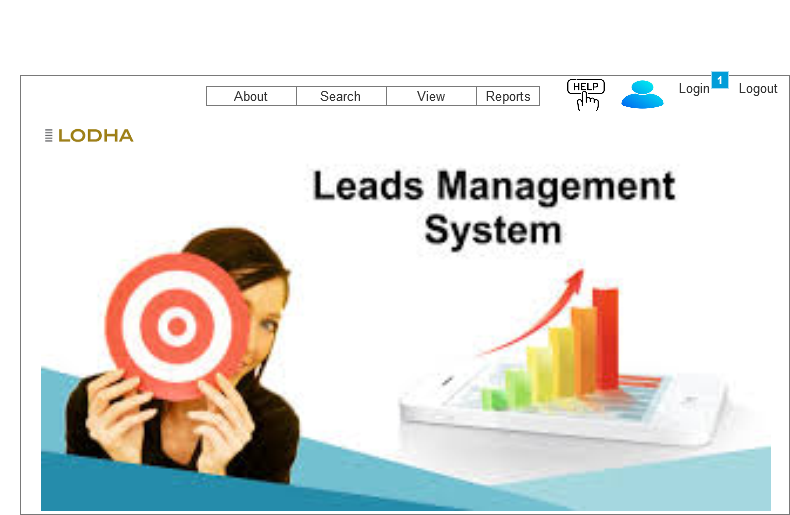 About Search View Reports HELP Login 1 Logout
LODHA
Leads Management
System